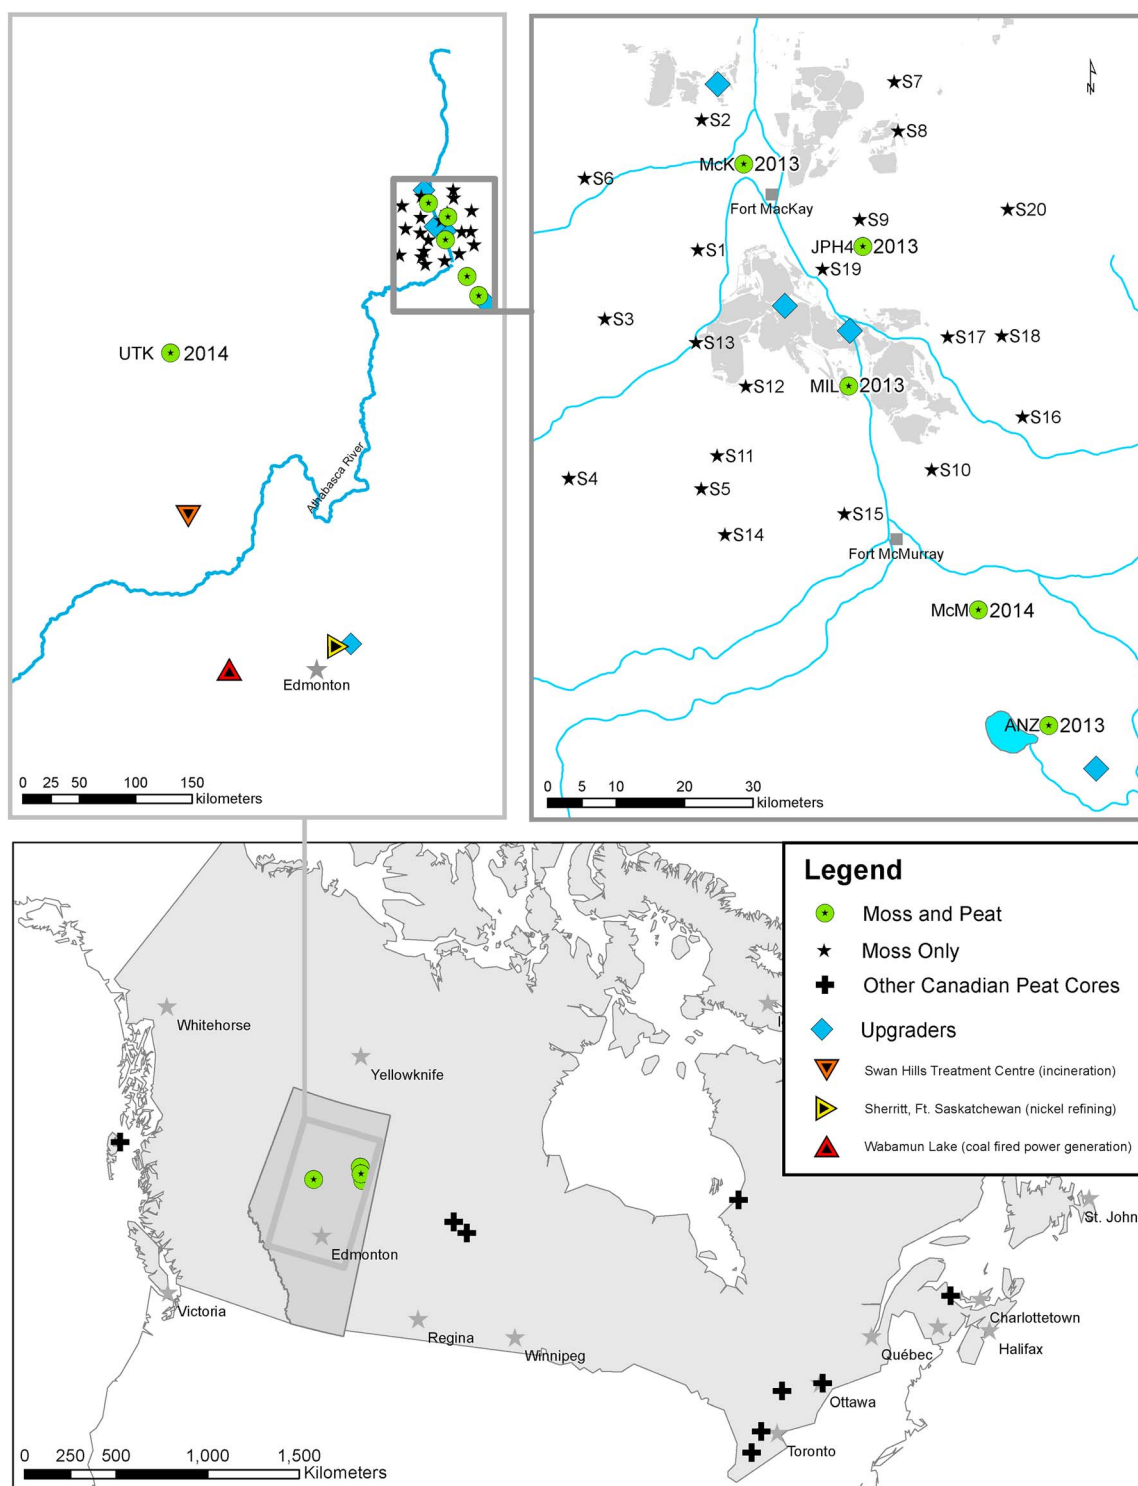 UTK 2014
Athabasca River
Edmonton
0 25 50 100 150
kilometers
N
S7
S2
S8
McK 2013
S6
Fort MacKay
S20
S9
S1
JPH4 2013
S19
S3
S13
S17
S18
S12
MIL 2013
S16
S11
S10
S4
S5
S15
S14
Fort McMurray
McM 2014
ANZ 2013
0 5 10 20 30
kilometers
Legend
Moss and Peat
Moss Only
Other Canadian Peat Cores
Upgraders
Swan Hills Treatment Centre (incineration)
Sherritt, Ft. Saskatchewan (nickel refining)
Wabamun Lake (coal fired power generation)
Whitehorse
Yellowknife
St. John
Edmonton
Victoria
Charlottetown
Regina
Québec
Halifax
Winnipeg
Ottawa
Toronto
0 250 500 1,000 1,500
Kilometers